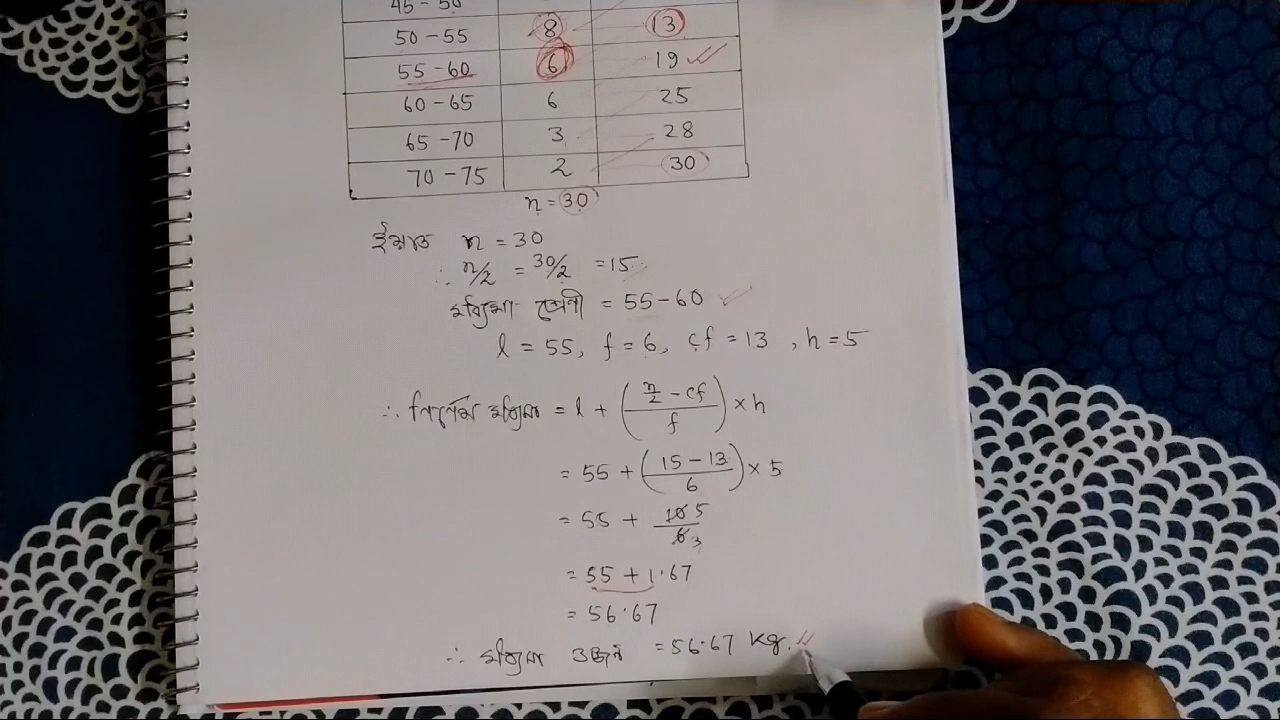 45 - 50
50 - 55 8 13
55 - 60 6 19
60 - 65 6 25
65 - 70 3 28
70 - 75 2 30
n = 30
ইয়াত n = 30
∴ n/2 = 30/2 = 15
মধ্যমা শ্ৰেণী = 55 - 60
l = 55, f = 6, cf = 13, h = 5
∴ নিৰ্ণেয় মধ্যমা = l + ( (n/2 - cf) / f ) × h
= 55 + ( (15 - 13) / 6 ) × 5
= 55 + 10 5 / 6 3
= 55 + 1.67
= 56.67
∴ মধ্যমা ওজন = 56.67 kg.